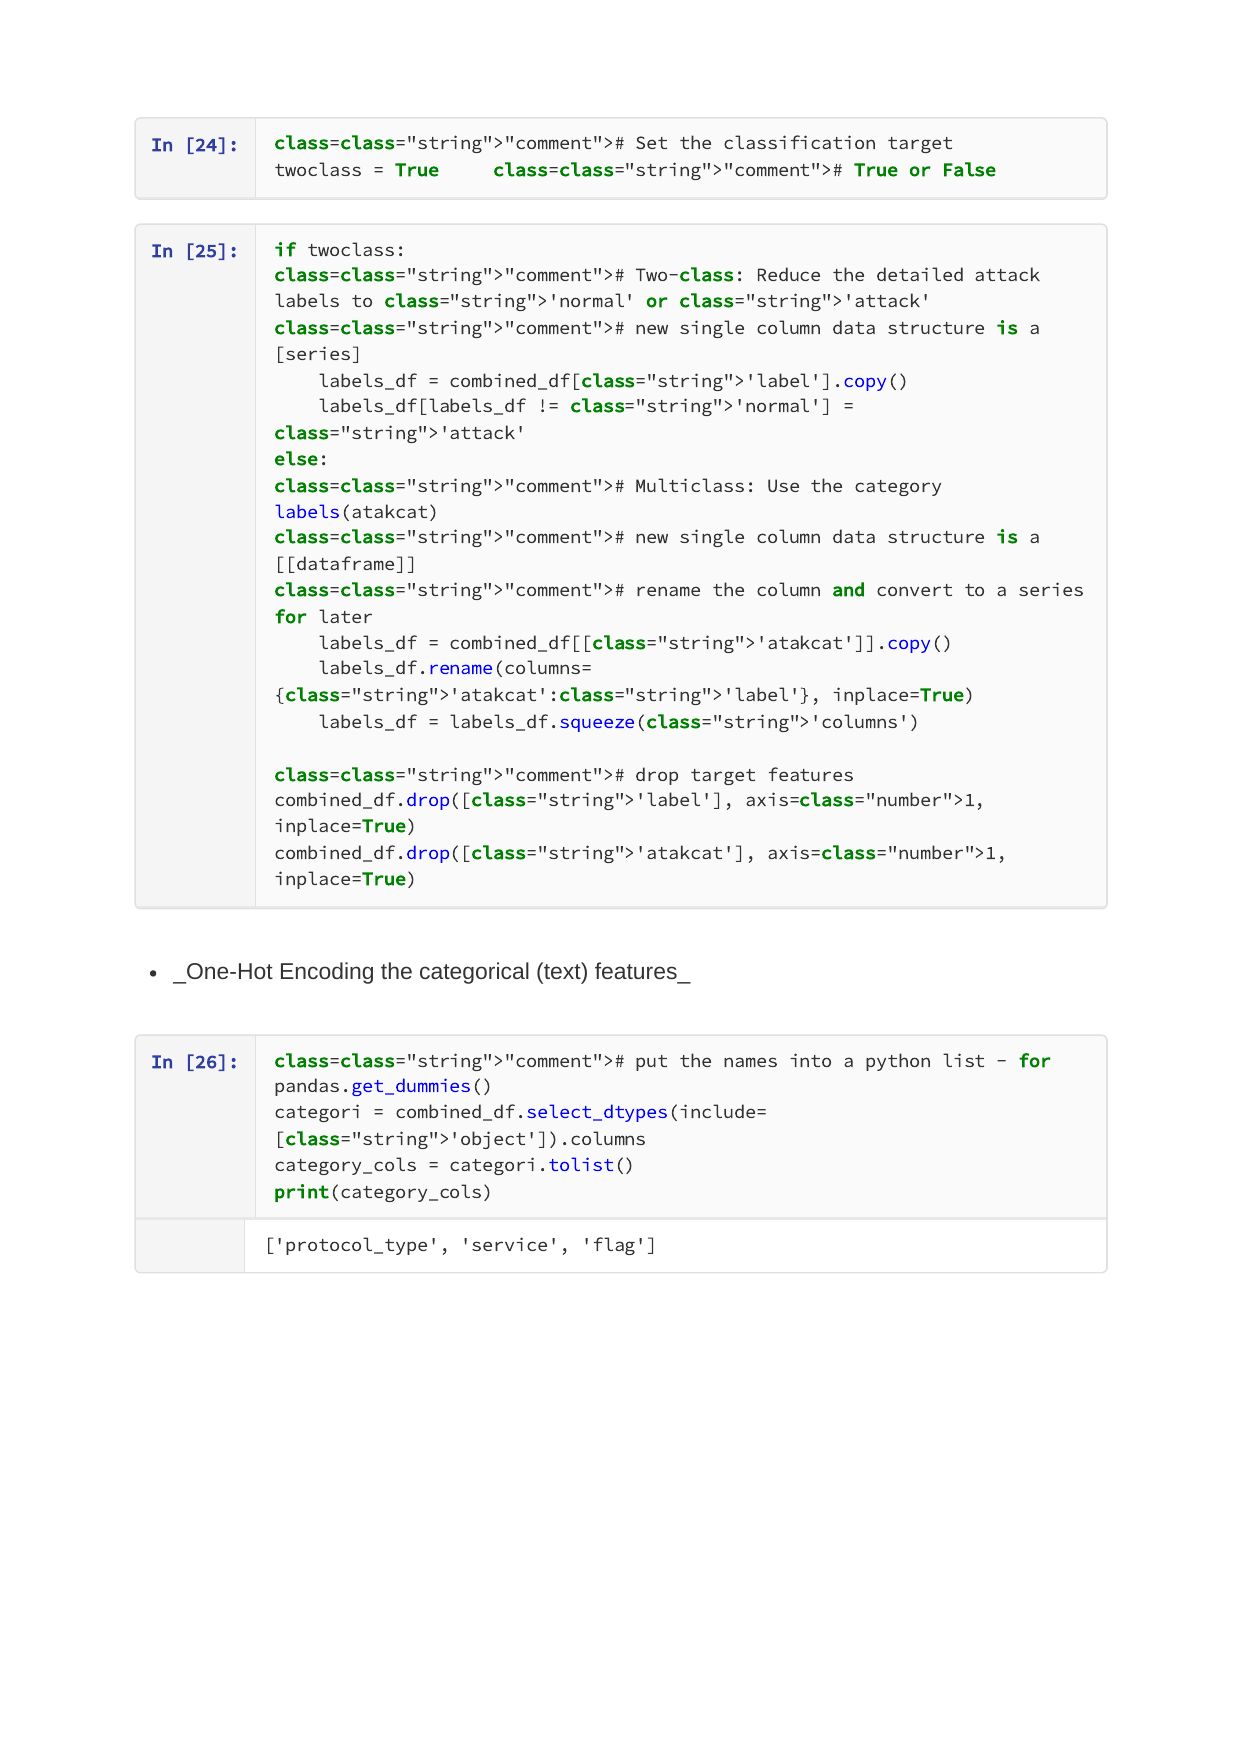 In [24]:
class=class="string">"comment"># Set the classification target
twoclass = True     class=class="string">"comment"># True or False
In [25]:
if twoclass:
class=class="string">"comment"># Two-class: Reduce the detailed attack
labels to class="string">'normal' or class="string">'attack'
class=class="string">"comment"># new single column data structure is a
[series]
    labels_df = combined_df[class="string">'label'].copy()
    labels_df[labels_df != class="string">'normal'] =
class="string">'attack'
else:
class=class="string">"comment"># Multiclass: Use the category
labels(atakcat)
class=class="string">"comment"># new single column data structure is a
[[dataframe]]
class=class="string">"comment"># rename the column and convert to a series
for later
    labels_df = combined_df[[class="string">'atakcat']].copy()
    labels_df.rename(columns=
{class="string">'atakcat':class="string">'label'}, inplace=True)
    labels_df = labels_df.squeeze(class="string">'columns')

class=class="string">"comment"># drop target features
combined_df.drop([class="string">'label'], axis=class="number">1,
inplace=True)
combined_df.drop([class="string">'atakcat'], axis=class="number">1,
inplace=True)
• _One-Hot Encoding the categorical (text) features_
In [26]:
class=class="string">"comment"># put the names into a python list - for
pandas.get_dummies()
categori = combined_df.select_dtypes(include=
[class="string">'object']).columns
category_cols = categori.tolist()
print(category_cols)
['protocol_type', 'service', 'flag']